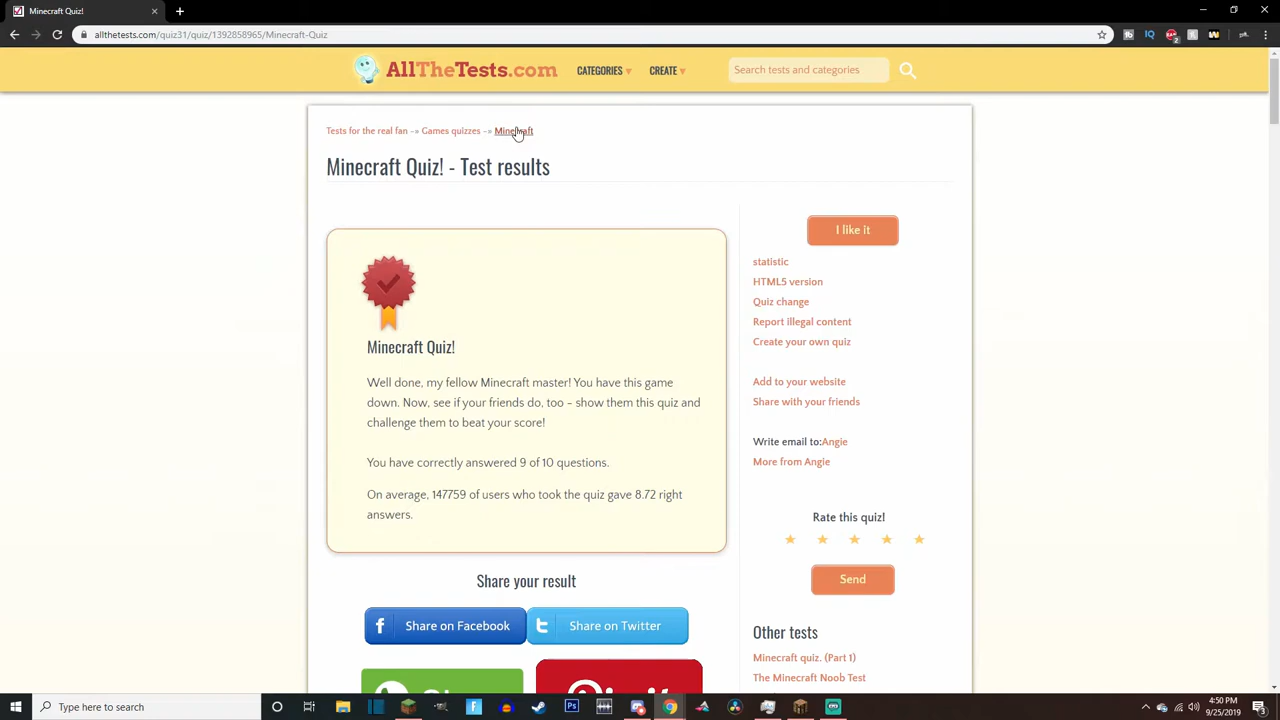 Minecraft Quiz!
allthetests.com/quiz31/quiz/1392858965/Minecraft-Quiz
AllTheTests.com
CATEGORIES
CREATE
Search tests and categories
Tests for the real fan -» Games quizzes -» Minecraft
Minecraft Quiz! - Test results
Minecraft Quiz!
Well done, my fellow Minecraft master! You have this game
down. Now, see if your friends do, too - show them this quiz and
challenge them to beat your score!
You have correctly answered 9 of 10 questions.
On average, 147759 of users who took the quiz gave 8.72 right
answers.
Share your result
Share on Facebook
Share on Twitter
I like it
statistic
HTML5 version
Quiz change
Report illegal content
Create your own quiz
Add to your website
Share with your friends
Write email to:Angie
More from Angie
Rate this quiz!
Send
Other tests
Minecraft quiz. (Part 1)
The Minecraft Noob Test
Type here to search
4:50 PM
9/25/2019